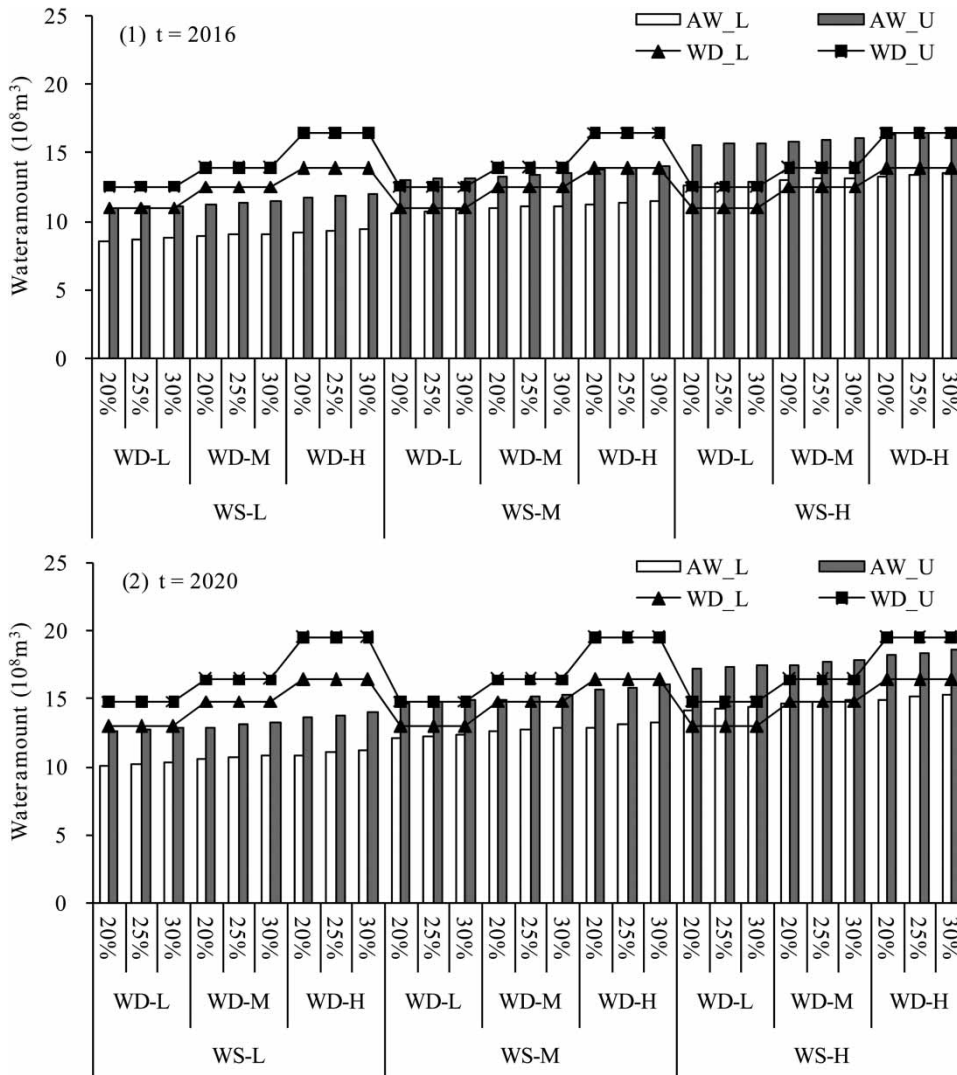 25
20
15
10
5
0
Wateramount (10⁸m³)
(1) t = 2016
AW_L AW_U
WD_L WD_U
20% 25% 30% 20% 25% 30% 20% 25% 30% 20% 25% 30% 20% 25% 30% 20% 25% 30% 20% 25% 30% 20% 25% 30% 20% 25% 30%
WD-L WD-M WD-H WD-L WD-M WD-H WD-L WD-M WD-H
WS-L WS-M WS-H
25
20
15
10
5
0
Wateramount (10⁸m³)
(2) t = 2020
AW_L AW_U
WD_L WD_U
20% 25% 30% 20% 25% 30% 20% 25% 30% 20% 25% 30% 20% 25% 30% 20% 25% 30% 20% 25% 30% 20% 25% 30% 20% 25% 30%
WD-L WD-M WD-H WD-L WD-M WD-H WD-L WD-M WD-H
WS-L WS-M WS-H